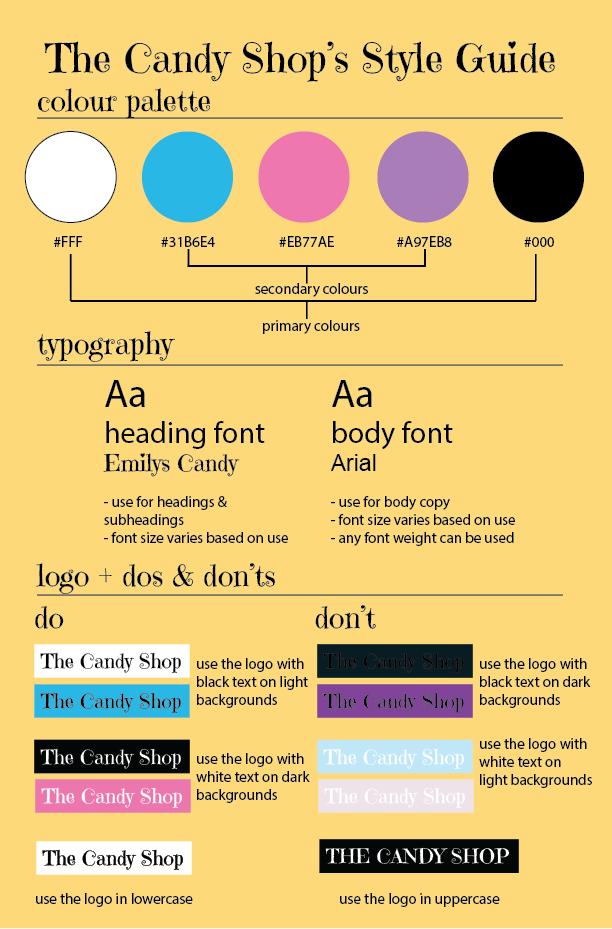 The Candy Shop's Style Guide
colour palette
#FFF
#31B6E4
#EB77AE
#A97EB8
#000
secondary colours
primary colours
typography
Aa
heading font
Emilys Candy
- use for headings &
subheadings
- font size varies based on use
Aa
body font
Arial
- use for body copy
- font size varies based on use
- any font weight can be used
logo + dos & don'ts
do
The Candy Shop
The Candy Shop
use the logo with
black text on light
backgrounds
The Candy Shop
The Candy Shop
use the logo with
white text on dark
backgrounds
The Candy Shop
use the logo in lowercase
don't
The Candy Shop
The Candy Shop
use the logo with
black text on dark
backgrounds
The Candy Shop
The Candy Shop
use the logo with
white text on
light backgrounds
THE CANDY SHOP
use the logo in uppercase